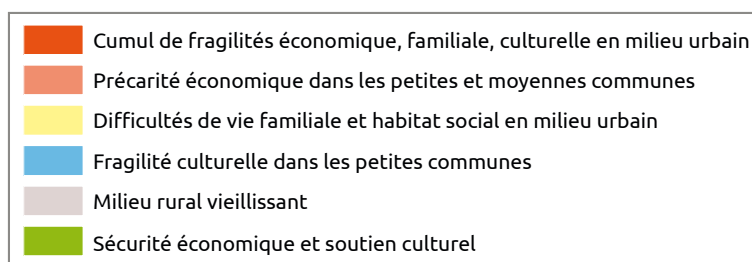 Cumul de fragilités économique, familiale, culturelle en milieu urbain
Précarité économique dans les petites et moyennes communes
Difficultés de vie familiale et habitat social en milieu urbain
Fragilité culturelle dans les petites communes
Milieu rural vieillissant
Sécurité économique et soutien culturel